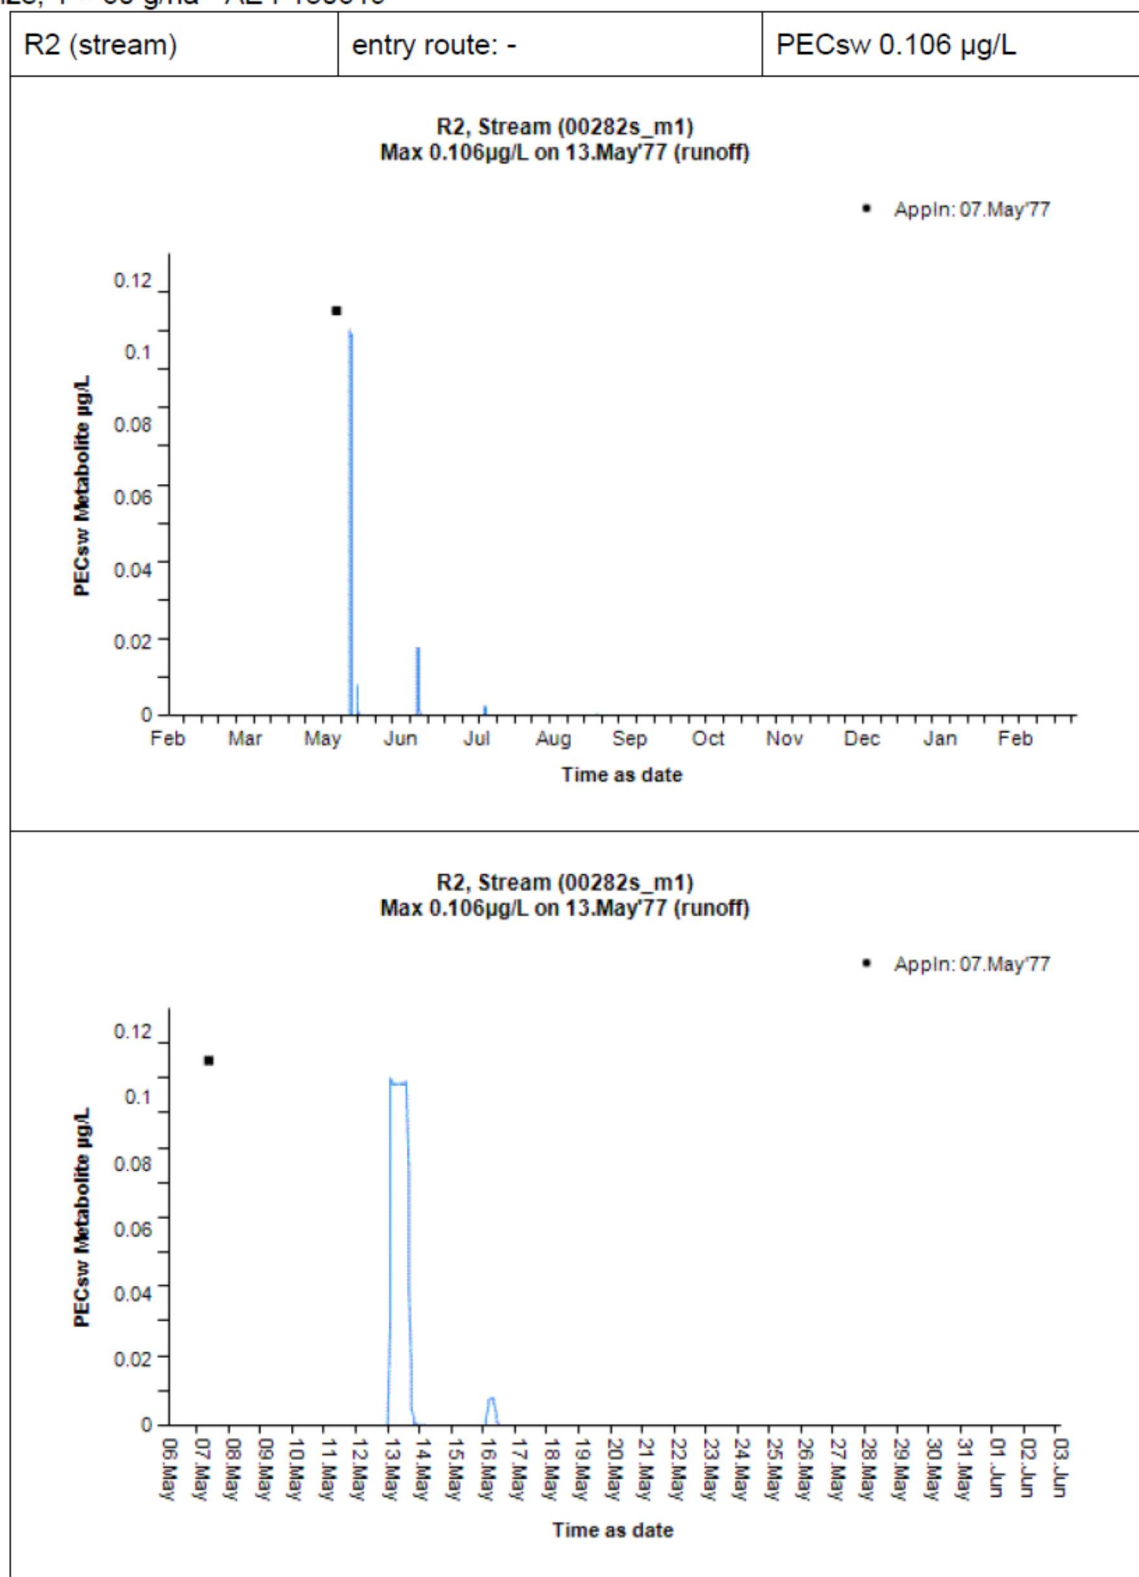 R2 (stream)
entry route: -
PECsw 0.106 µg/L
R2, Stream (00282s_m1)
Max 0.106µg/L on 13.May'77 (runoff)
Appln: 07.May'77
0.12
0.1
0.08
0.06
0.04
0.02
0
PECsw Metabolite µg/L
Feb Mar May Jun Jul Aug Sep Oct Nov Dec Jan Feb
Time as date
R2, Stream (00282s_m1)
Max 0.106µg/L on 13.May'77 (runoff)
Appln: 07.May'77
0.12
0.1
0.08
0.06
0.04
0.02
0
PECsw Metabolite µg/L
06.May 07.May 08.May 09.May 10.May 11.May 12.May 13.May 14.May 15.May 16.May 17.May 18.May 19.May 20.May 21.May 22.May 23.May 24.May 25.May 26.May 27.May 28.May 29.May 30.May 31.May 01.Jun 02.Jun 03.Jun
Time as date